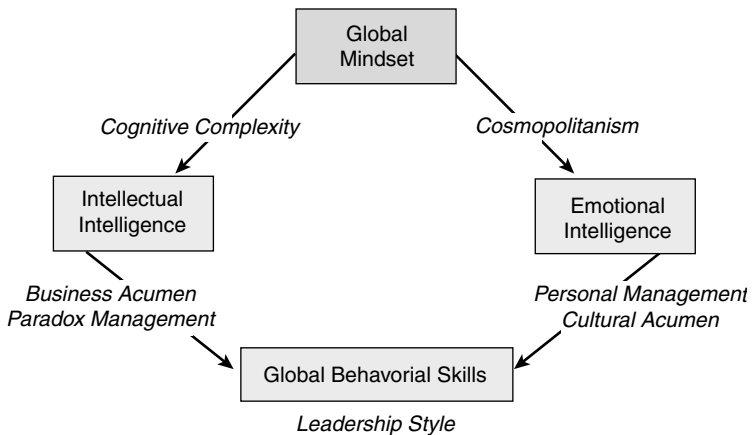 Global
Mindset
Cognitive Complexity
Cosmopolitanism
Intellectual
Intelligence
Emotional
Intelligence
Business Acumen
Paradox Management
Personal Management
Cultural Acumen
Global Behavorial Skills
Leadership Style